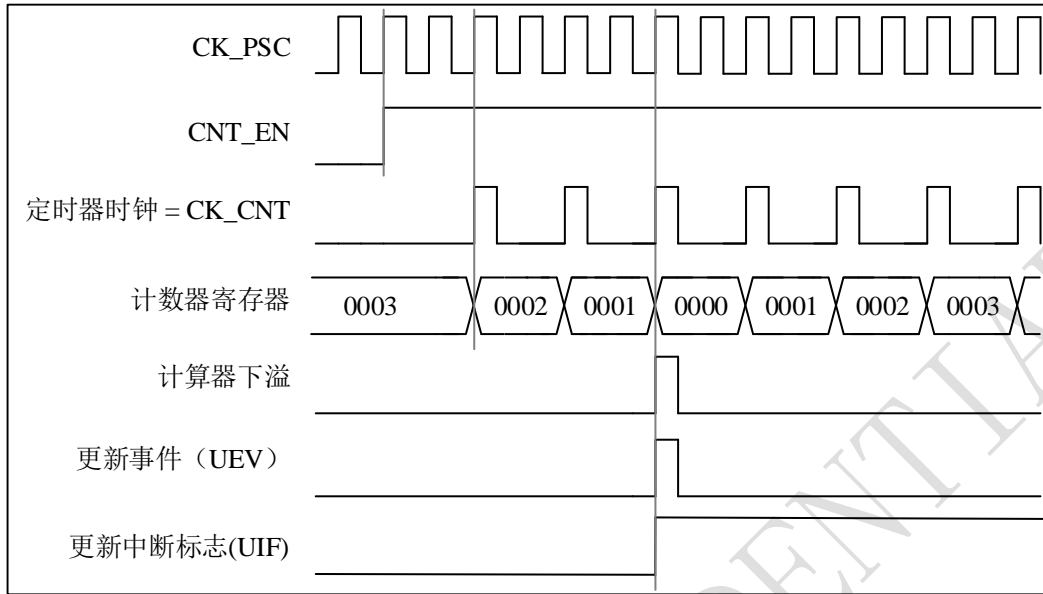 CK_PSC
CNT_EN
定时器时钟 = CK_CNT
计数器寄存器 0003 0002 0001 0000 0001 0002 0003
计算器下溢
更新事件（UEV）
更新中断标志(UIF)